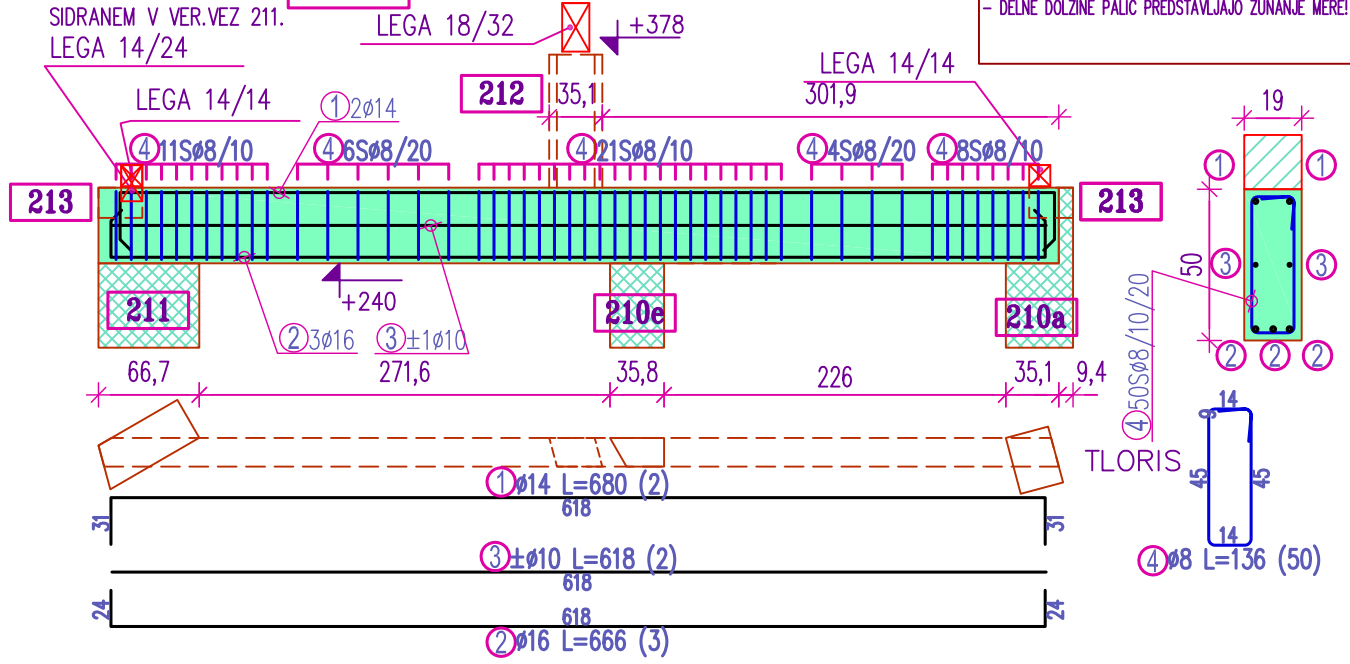 SIDRANEM V VER.VEZ 211.
- DELNE DOLZINE PALIC PREDSTAVLJAJO ZUNANJE MERE!
LEGA 14/24
LEGA 18/32
+378
LEGA 14/14
LEGA 14/14
212
35,1
301,9
19
1 2ø14
4 11Sø8/10
4 6Sø8/20
4 21Sø8/10
4 4Sø8/20
4 8Sø8/10
1
1
213
213
50
3
3
211
+240
210e
210a
2 3ø16
3 ±1ø10
4 50Sø8/10/20
2
2
2
66,7
271,6
35,8
226
35,1
9,4
TLORIS
14
9
45
45
14
4 ø8 L=136 (50)
1 ø14 L=680 (2)
618
31
31
3 ±ø10 L=618 (2)
618
24
618
24
2 ø16 L=666 (3)